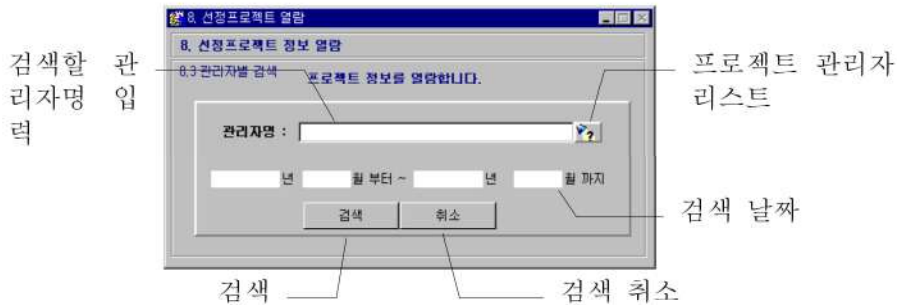 8. 선정프로젝트 열람
8. 선정프로젝트 정보 열람
8.3 관리자별 검색
프로젝트 정보를 열람합니다.
관리자명 :
년 월 부터 ~ 년 월 까지
검색 취소
검색할 관
리자명 입
력
프로젝트 관리자
리스트
검색 날짜
검색
검색 취소